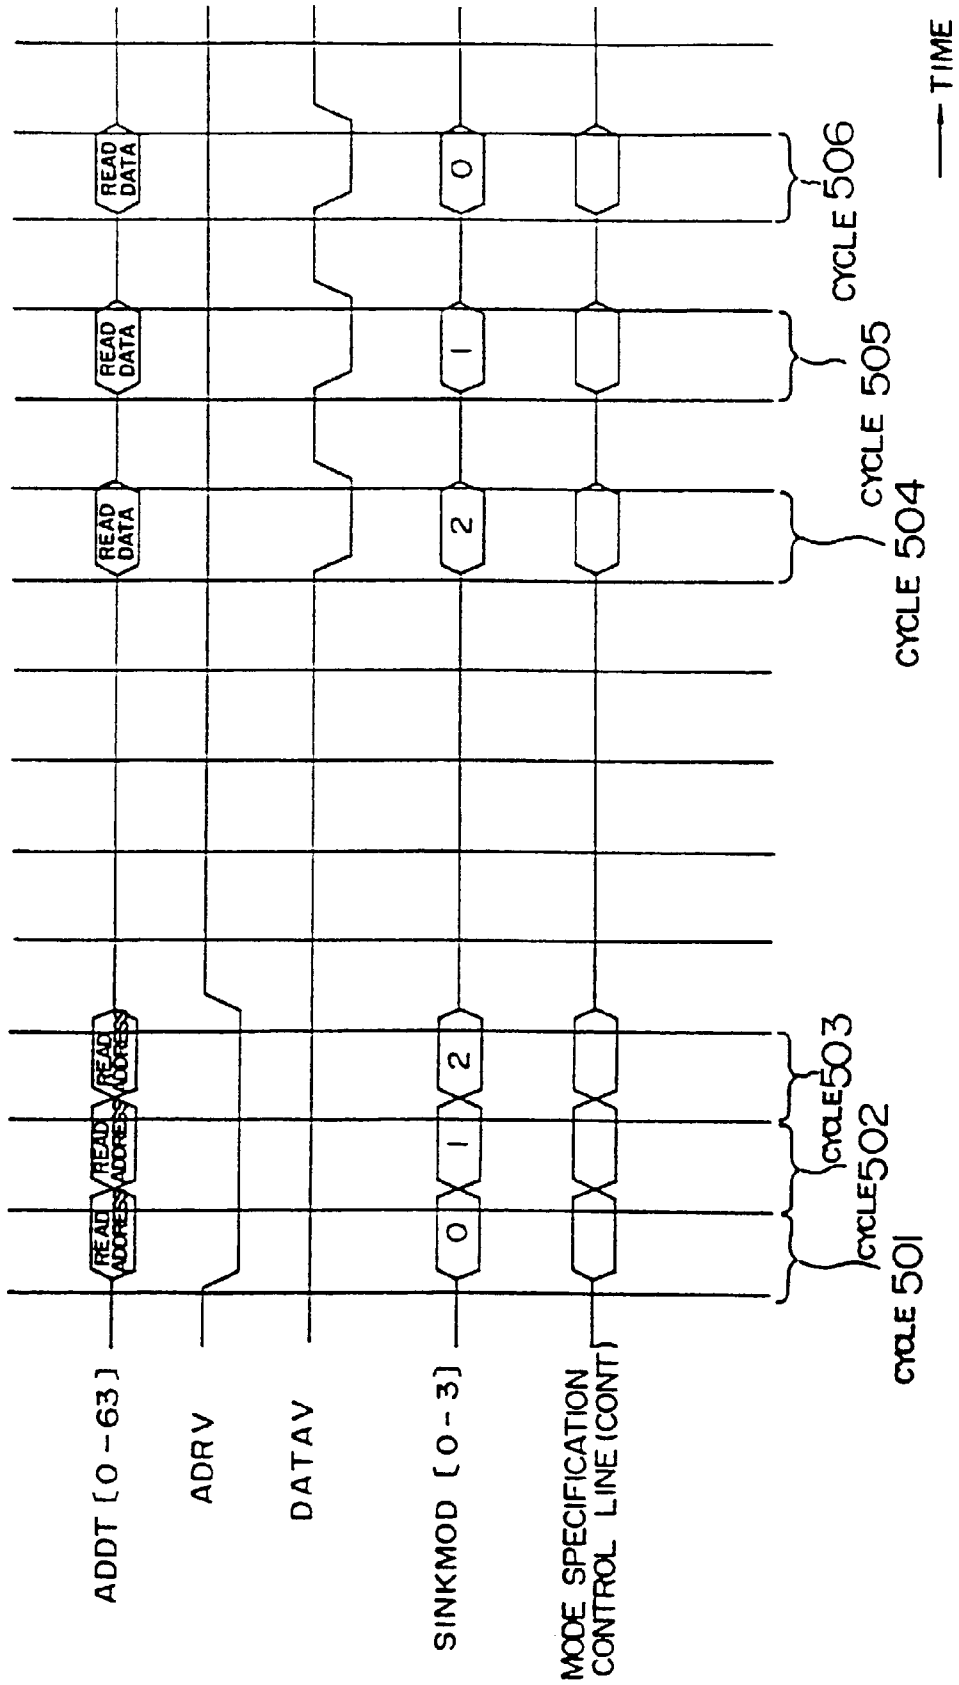 ADDT [0-63]
READ
ADDRESS
READ
ADDRESS
READ
ADDRESS
READ
DATA
READ
DATA
READ
DATA
ADRV
DATAV
SINKMOD [0-3]
0
1
2
2
1
0
MODE SPECIFICATION
CONTROL LINE (CONT)
CYCLE 501
CYCLE 502
CYCLE 503
CYCLE 504
CYCLE 505
CYCLE 506
TIME